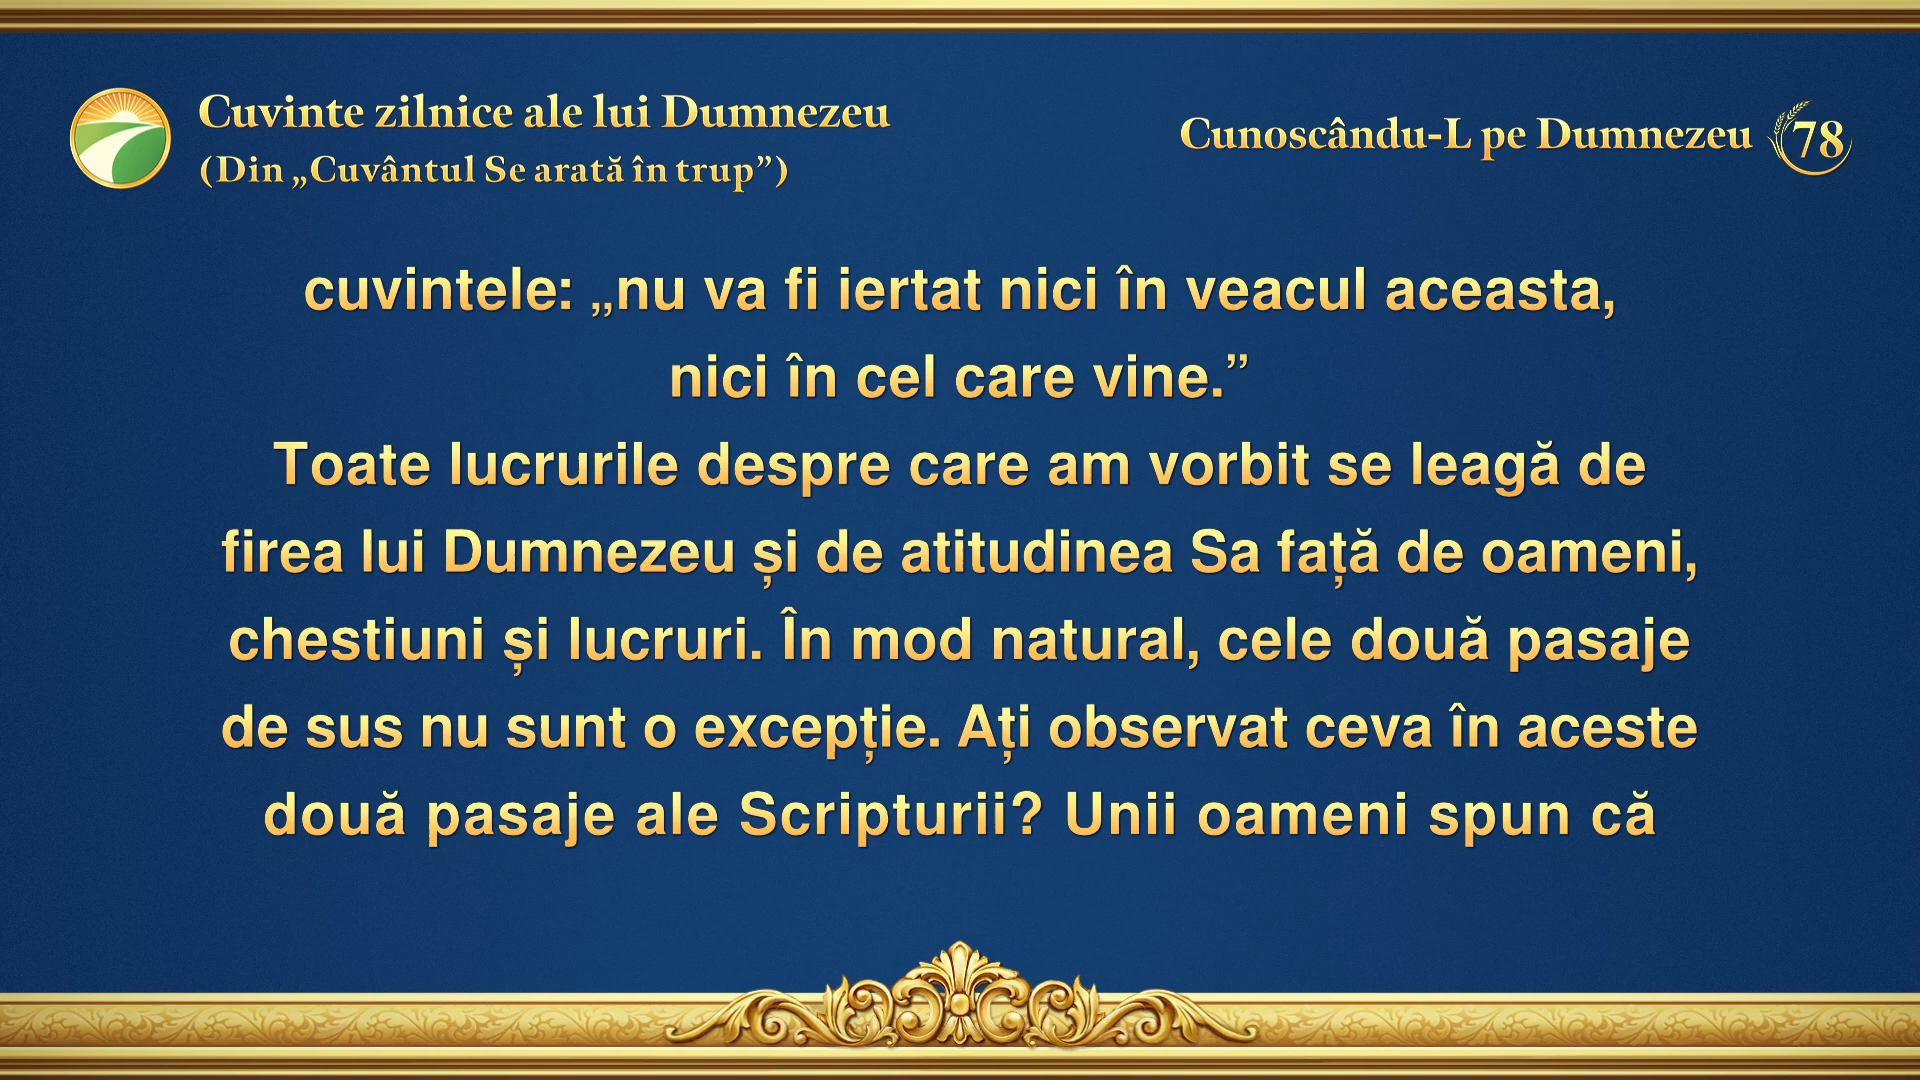 Cuvinte zilnice ale lui Dumnezeu
(Din „Cuvântul Se arată în trup”)
Cunoscându-L pe Dumnezeu 78
cuvintele: „nu va fi iertat nici în veacul aceasta,
nici în cel care vine.”
Toate lucrurile despre care am vorbit se leagă de
firea lui Dumnezeu și de atitudinea Sa față de oameni,
chestiuni și lucruri. În mod natural, cele două pasaje
de sus nu sunt o excepție. Ați observat ceva în aceste
două pasaje ale Scripturii? Unii oameni spun că